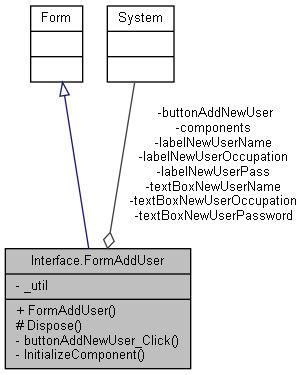 Form
System
-buttonAddNewUser
-components
-labelNewUserName
-labelNewUserOccupation
-labelNewUserPass
-textBoxNewUserName
-textBoxNewUserOccupation
-textBoxNewUserPassword
Interface.FormAddUser
- _util
+ FormAddUser()
# Dispose()
- buttonAddNewUser_Click()
- InitializeComponent()